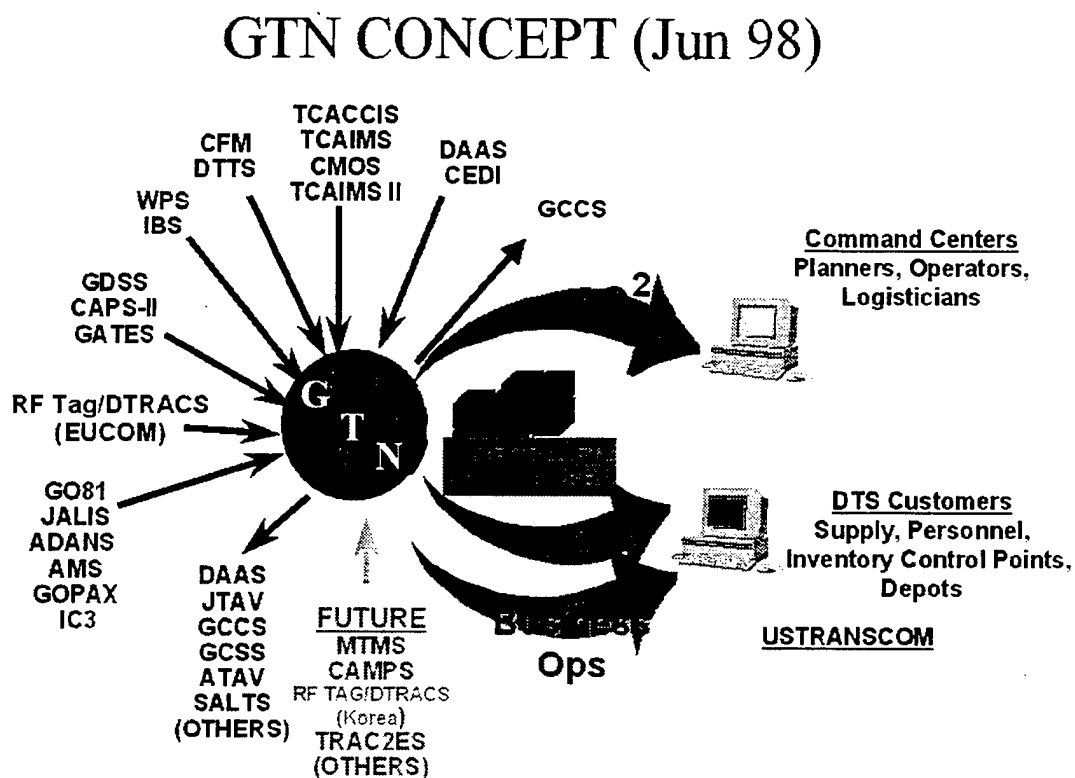 GTN CONCEPT (Jun 98)
TCACCIS
TCAIMS
CMOS
TCAIMS II
CFM
DTTS
DAAS
CEDI
WPS
IBS
GCCS
GDSS
CAPS-II
GATES
2
Command Centers
Planners, Operators,
Logisticians
G
T
N
RF Tag/DTRACS
(EUCOM)
GO81
JALIS
ADANS
AMS
GOPAX
IC3
DAAS
JTAV
GCCS
GCSS
ATAV
SALTS
(OTHERS)
FUTURE
MTMS
CAMPS
RF TAG/DTRACS
(Korea)
TRAC2ES
(OTHERS)
Business
Ops
DTS Customers
Supply, Personnel,
Inventory Control Points,
Depots
USTRANSCOM